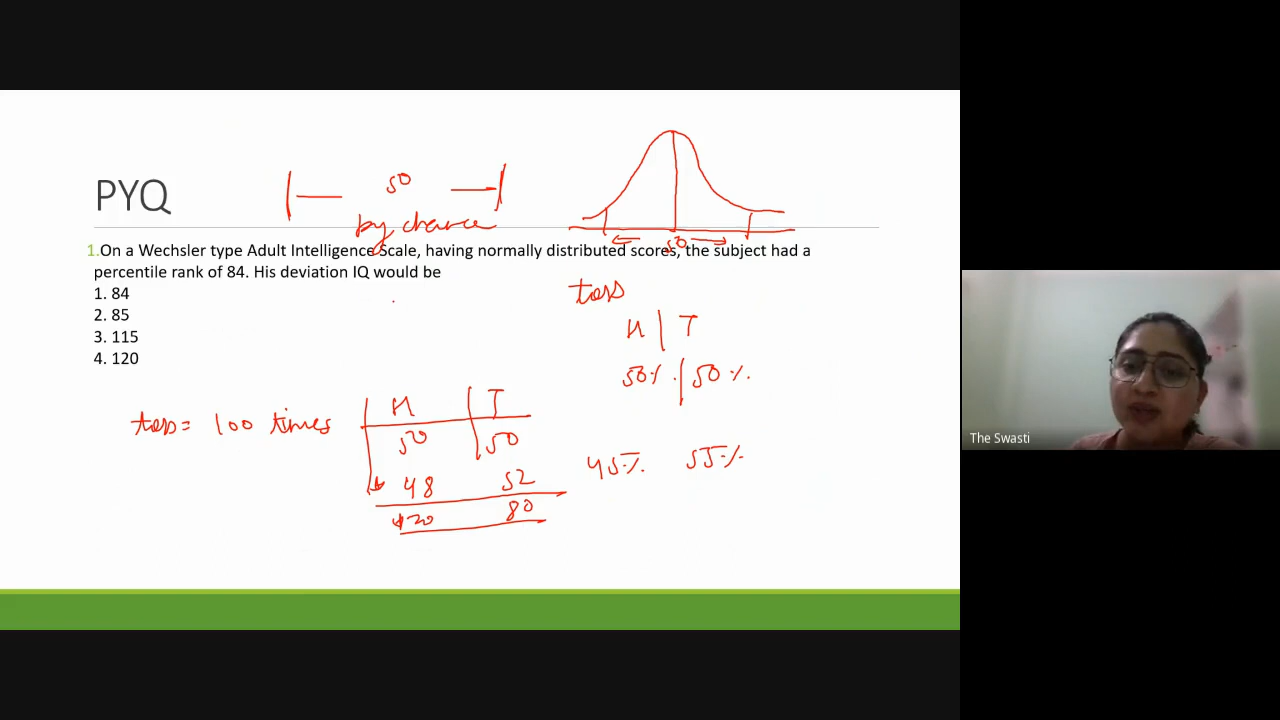 50
PYQ
by chance
50
1.On a Wechsler type Adult Intelligence Scale, having normally distributed scores, the subject had a
percentile rank of 84. His deviation IQ would be
1. 84
2. 85
3. 115
4. 120
toss
H | T
50% | 50%
toss = 100 times
H T
50 50
48 52
20 80
45% 55%
The Swasti